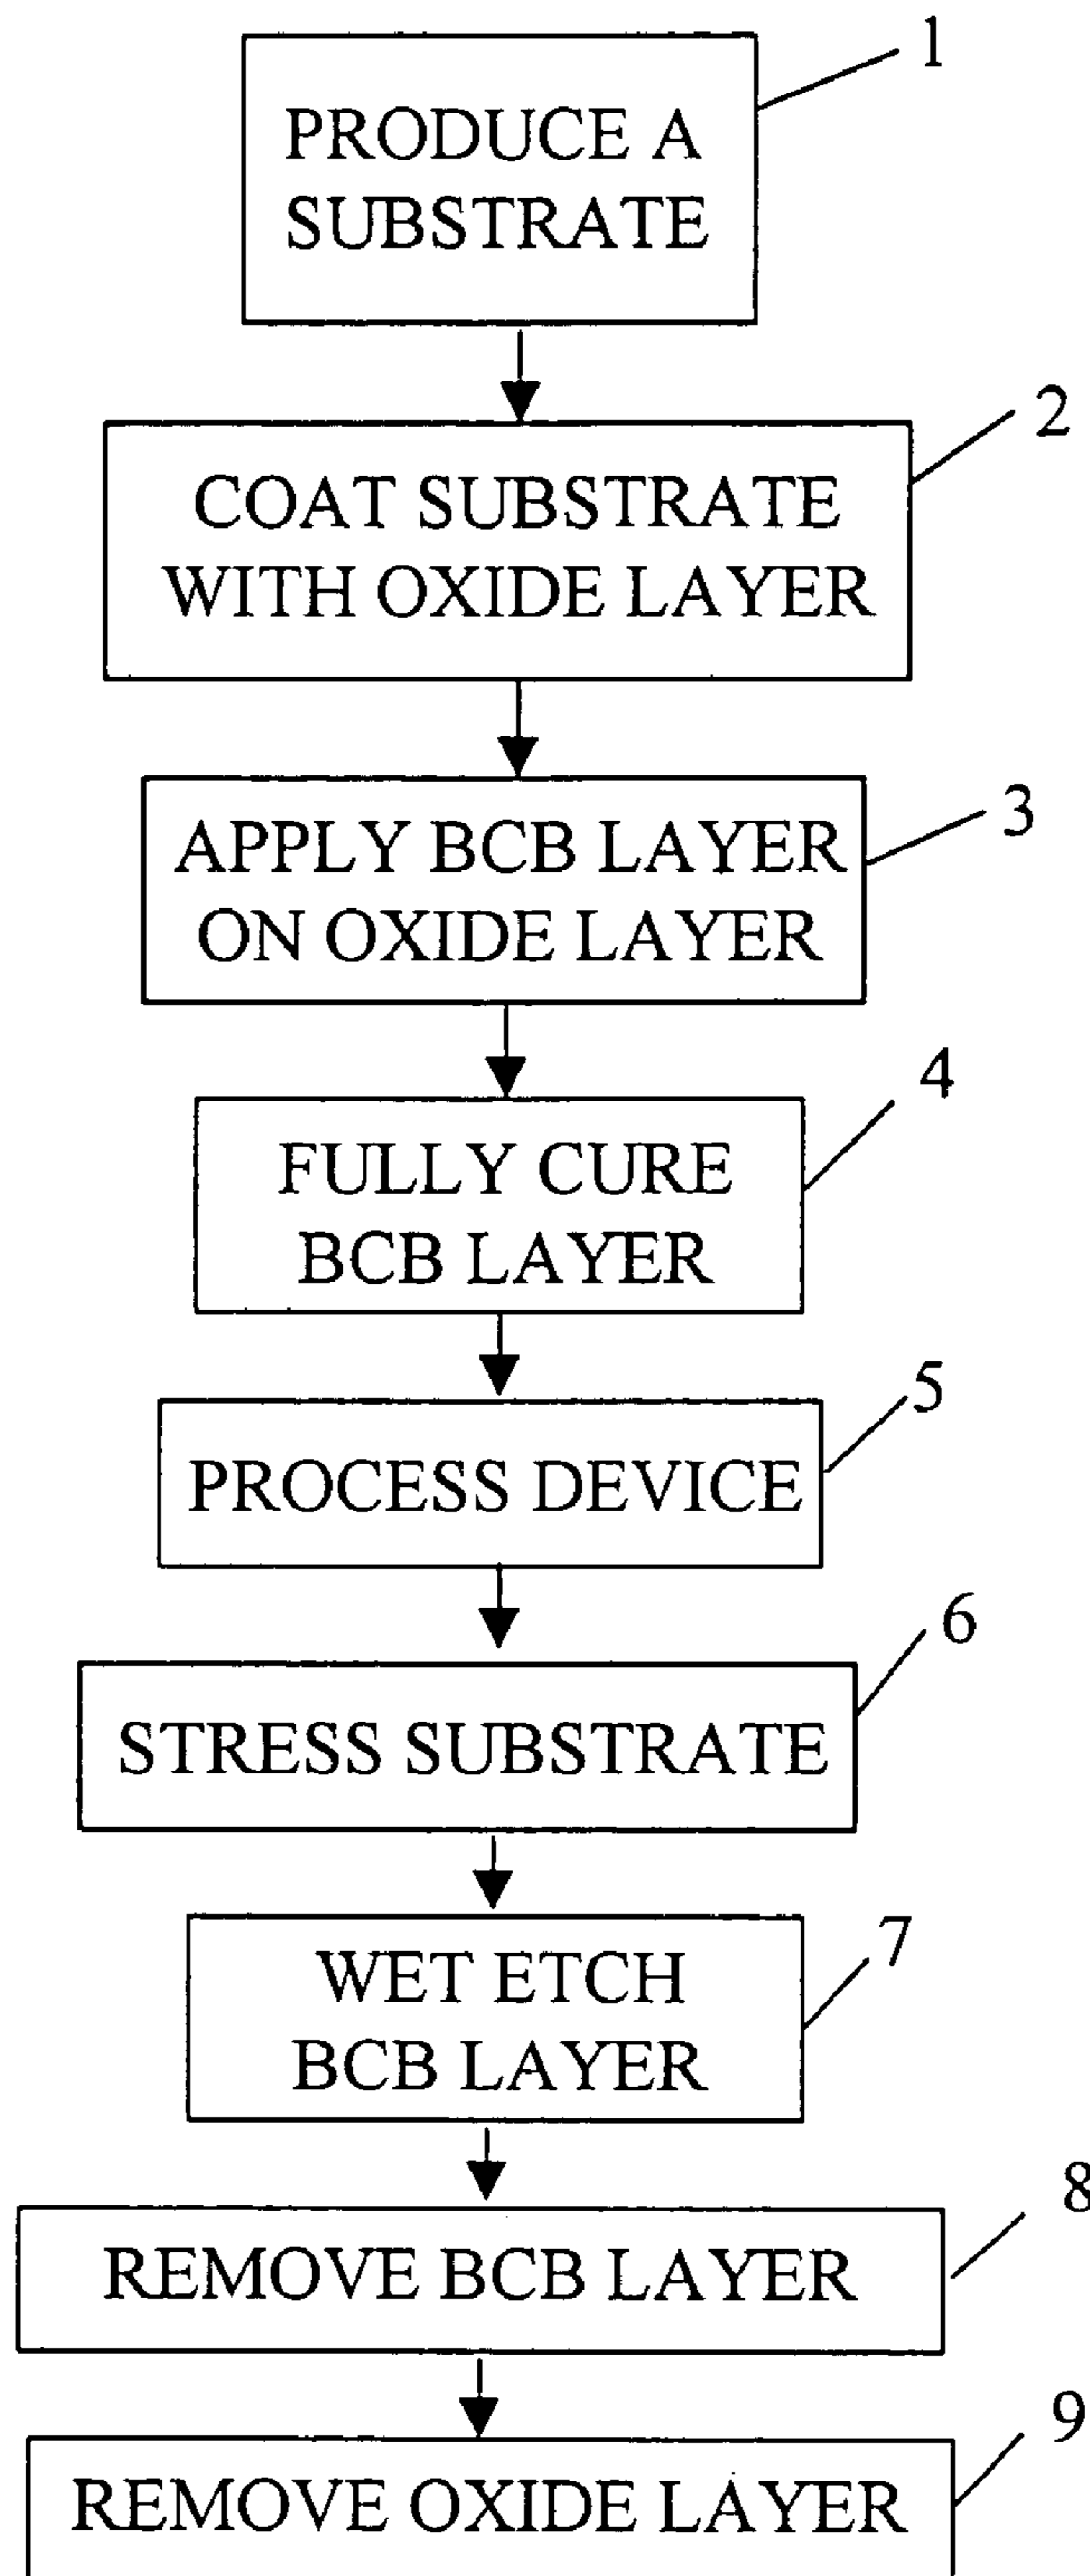 1
PRODUCE A
SUBSTRATE
2
COAT SUBSTRATE
WITH OXIDE LAYER
3
APPLY BCB LAYER
ON OXIDE LAYER
4
FULLY CURE
BCB LAYER
5
PROCESS DEVICE
6
STRESS SUBSTRATE
7
WET ETCH
BCB LAYER
8
REMOVE BCB LAYER
9
REMOVE OXIDE LAYER